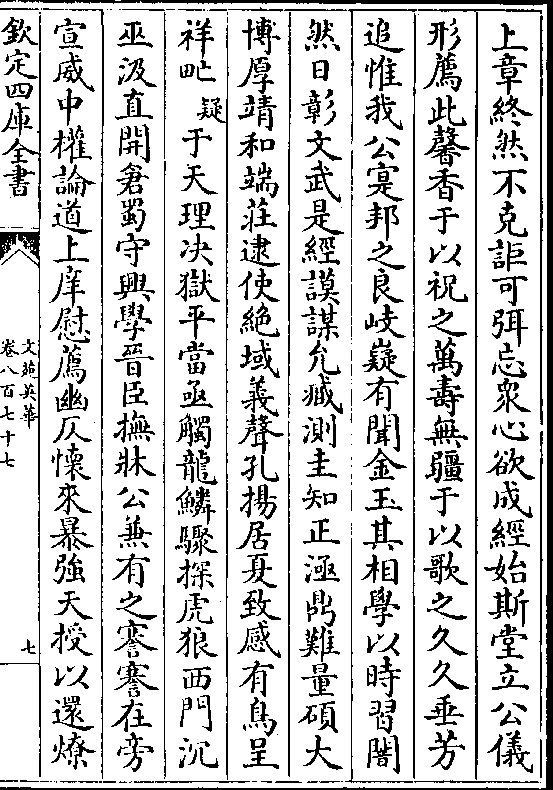 上章終然不克詎可弭忘衆心欲成經始斯堂立公儀
形薦此馨香于以祝之萬壽無疆于以歌之久久垂芳
追惟我公寔邦之良岐嶷有聞金玉其相學以時習闇
然日彰文武是經謨謀允臧測圭知正涵鼎難量碩大
博厚靖和端莊逮使絶域義聲孔揚居夏致感有鳥呈
祥㽘疑于天理决獄平當亟觸龍鱗驟探虎狼西門沉
巫汲直開倉蜀守興學晉臣撫牀公兼有之謇謇在旁
宣威中權論道上庠慰薦幽仄懷來暴強天授以還燎
欽定四庫全書
文苑英華
卷八百七十七
七